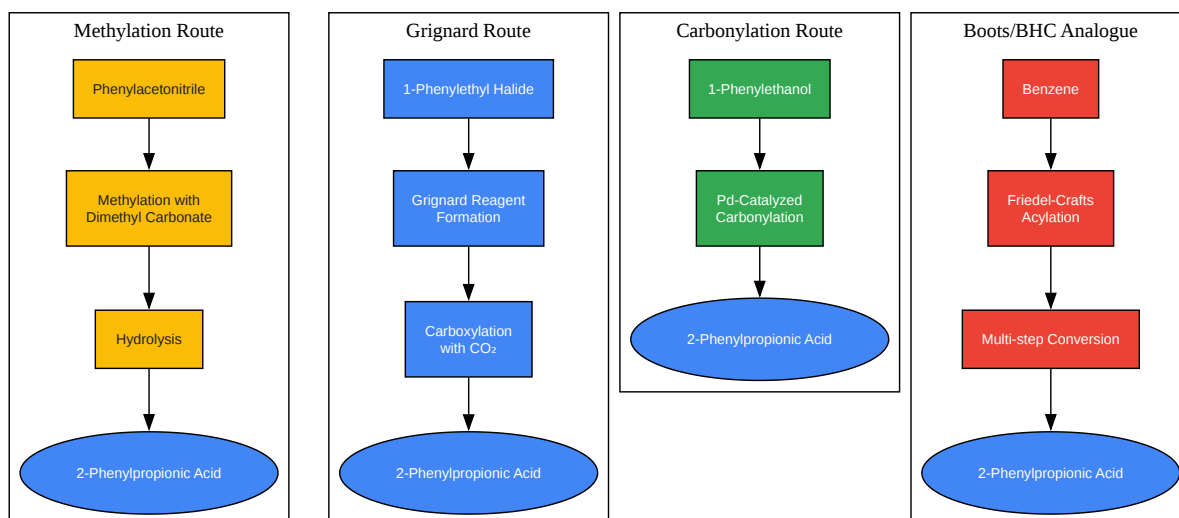 Methylation Route
Phenylacetonitrile
Methylation with
Dimethyl Carbonate
Hydrolysis
2-Phenylpropionic Acid
Grignard Route
1-Phenylethyl Halide
Grignard Reagent
Formation
Carboxylation
with CO₂
2-Phenylpropionic Acid
Carbonylation Route
1-Phenylethanol
Pd-Catalyzed
Carbonylation
2-Phenylpropionic Acid
Boots/BHC Analogue
Benzene
Friedel-Crafts
Acylation
Multi-step Conversion
2-Phenylpropionic Acid